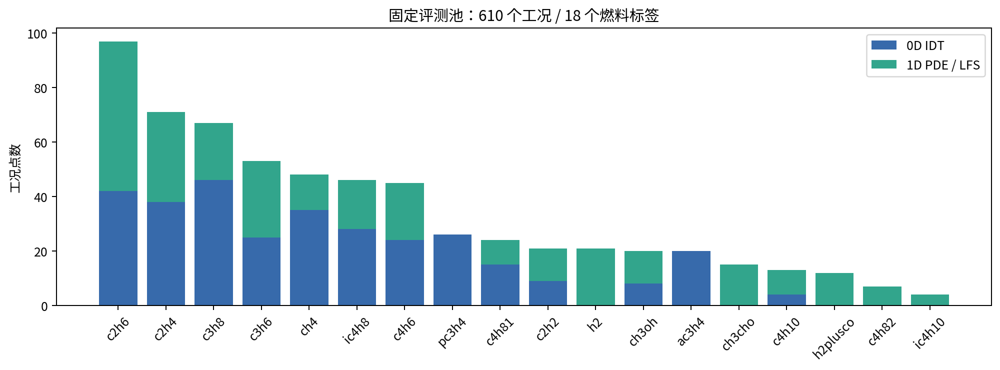 固定评测池：610 个工况 / 18 个燃料标签
0D IDT
1D PDE / LFS
工况点数
100
80
60
40
20
0
c2h6
c2h4
c3h8
c3h6
ch4
ic4h8
c4h6
pc3h4
c4h81
c2h2
h2
ch3oh
ac3h4
ch3cho
c4h10
h2plusco
c4h82
ic4h10